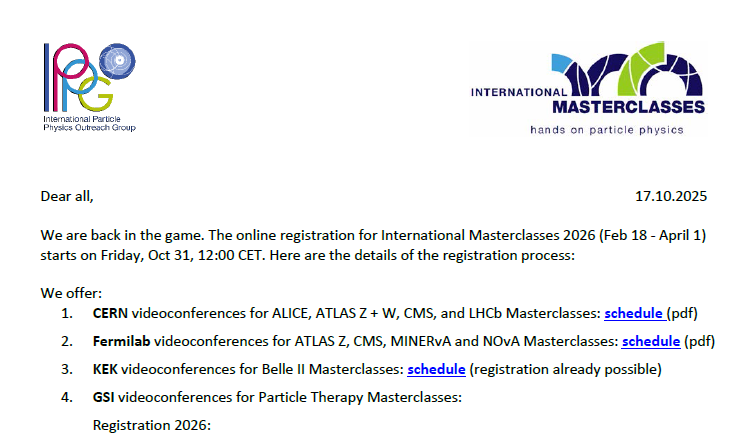 IPPOG
International Particle
Physics Outreach Group
INTERNATIONAL
MASTERCLASSES
hands on particle physics
Dear all, 17.10.2025
We are back in the game. The online registration for International Masterclasses 2026 (Feb 18 - April 1)
starts on Friday, Oct 31, 12:00 CET. Here are the details of the registration process:
We offer:
1. CERN videoconferences for ALICE, ATLAS Z + W, CMS, and LHCb Masterclasses: schedule (pdf)
2. Fermilab videoconferences for ATLAS Z, CMS, MINERvA and NOvA Masterclasses: schedule (pdf)
3. KEK videoconferences for Belle II Masterclasses: schedule (registration already possible)
4. GSI videoconferences for Particle Therapy Masterclasses:
Registration 2026: